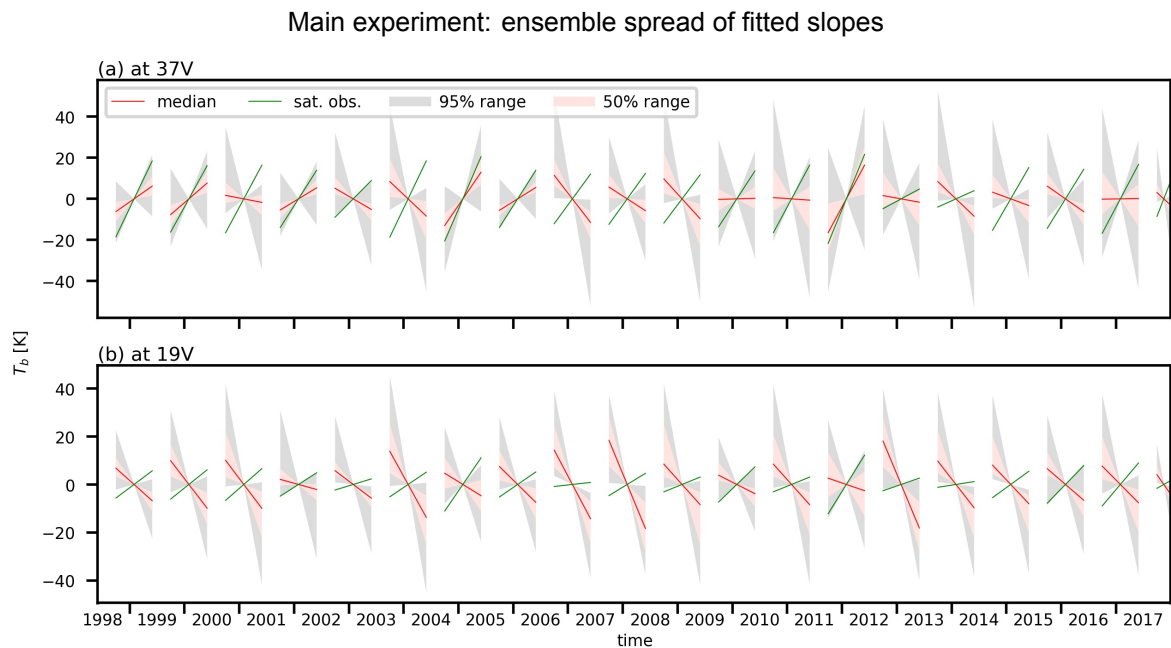 Main experiment: ensemble spread of fitted slopes
(a) at 37V
median sat. obs. 95% range 50% range
40
20
0
−20
−40
T_b [K]
(b) at 19V
40
20
0
−20
−40
1998 1999 2000 2001 2002 2003 2004 2005 2006 2007 2008 2009 2010 2011 2012 2013 2014 2015 2016 2017
time